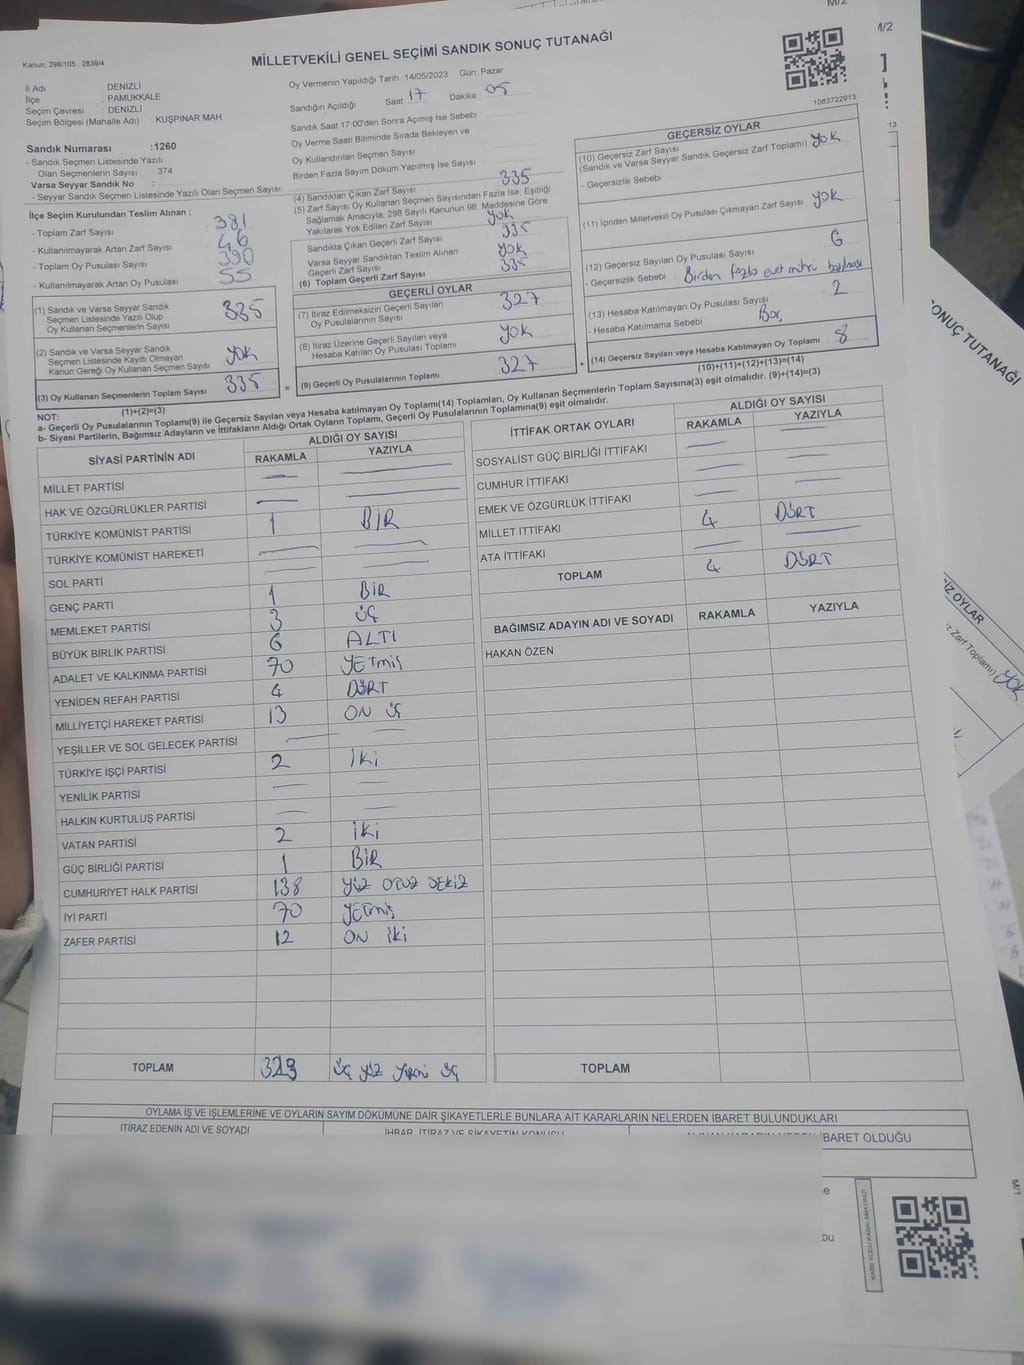 M/2
Kanun: 298/105 , 2839/4
MİLLETVEKİLİ GENEL SEÇİMİ SANDIK SONUÇ TUTANAĞI
İl Adı DENİZLİ
İlçe : PAMUKKALE
Seçim Çevresi : DENİZLİ
Seçim Bölgesi (Mahalle Adı) KUŞPINAR MAH
Sandık Numarası :1260
- Sandık Seçmen Listesinde Yazılı
Olan Seçmenlerin Sayısı : 374
Varsa Seyyar Sandık No :
- Seyyar Sandık Seçmen Listesinde Yazılı Olan Seçmen Sayısı
Oy Vermenin Yapıldığı Tarih : 14/05/2023 Gün: Pazar
Sandığın Açıldığı Saat 17 Dakika 05
Sandık Saat 17:00'den Sonra Açımış İse Sebebi :
Oy Verme Saati Bitiminde Sırada Bekleyen ve
Oy Kullandırılan Seçmen Sayısı
Birden Fazla Sayım Döküm Yapılmış İse Sayısı
1083722913
İlçe Seçim Kurulundan Teslim Alınan ;
- Toplam Zarf Sayısı 381
- Kullanılmayarak Artan Zarf Sayısı 46
- Toplam Oy Pusulası Sayısı 390
- Kullanılmayarak Artan Oy Pusulası 55
(1) Sandık ve Varsa Seyyar Sandık
Seçmen Listesinde Yazılı Olup
Oy Kullanan Seçmenlerin Sayısı 335
(2) Sandık ve Varsa Seyyar Sandık
Seçmen Listesinde Kayıtlı Olmayan
Kanun Gereği Oy Kullanan Seçmen Sayısı yok
(3) Oy Kullanan Seçmenlerin Toplam Sayısı 335
(1)+(2)=(3)
(4) Sandıktan Çıkan Zarf Sayısı 335
(5) Zarf Sayısı Oy Kullanan Seçmen Sayısından Fazla İse, Eşitliği
Sağlamak Amacıyla, 298 Sayılı Kanunun 98. Maddesine Göre
Yakılarak Yok Edilen Zarf Sayısı yok
Sandıkta Çıkan Geçerli Zarf Sayısı 335
Varsa Seyyar Sandıktan Teslim Alınan
Geçerli Zarf Sayısı yok
(6) Toplam Geçerli Zarf Sayısı 335
GEÇERLİ OYLAR
(7) İtiraz Edilmeksizin Geçerli Sayılan
Oy Pusulalarının Sayısı 327
(8) İtiraz Üzerine Geçerli Sayılan veya
Hesaba Katılan Oy Pusulası Toplamı yok
= (9) Geçerli Oy Pusulalarının Toplamı 327 +
GEÇERSİZ OYLAR
(10) Geçersiz Zarf Sayısı
(Sandık ve Varsa Seyyar Sandık Geçersiz Zarf Toplamı) yok
- Geçersizlik Sebebi
(11) İçinden Milletvekili Oy Pusulası Çıkmayan Zarf Sayısı yok
(12) Geçersiz Sayılan Oy Pusulası Sayısı 6
- Geçersizlik Sebebi Birden fazla evet mührü
(13) Hesaba Katılmayan Oy Pusulası Sayısı 2
- Hesaba Katılmama Sebebi Boş
(14) Geçersiz Sayılan veya Hesaba Katılmayan Oy Toplamı : 8
(10)+(11)+(12)+(13)=(14)
NOT:
a- Geçerli Oy Pusulalarının Toplamı(9) ile Geçersiz Sayılan veya Hesaba katılmayan Oy Toplamı(14) Toplamları, Oy Kullanan Seçmenlerin Toplam Sayısına(3) eşit olmalıdır. (9)+(14)=(3)
b- Siyasi Partilerin, Bağımsız Adayların ve İttifakların Aldığı Ortak Oyların Toplamı, Geçerli Oy Pusulalarının Toplamına(9) eşit olmalıdır.
SİYASİ PARTİNİN ADI ALDIĞI OY SAYISI
RAKAMLA YAZIYLA
MİLLET PARTİSİ — —
HAK VE ÖZGÜRLÜKLER PARTİSİ — —
TÜRKİYE KOMÜNİST PARTİSİ 1 BİR
TÜRKİYE KOMÜNİST HAREKETİ — —
SOL PARTİ — —
GENÇ PARTİ 1 BİR
MEMLEKET PARTİSİ 3 ÜÇ
BÜYÜK BİRLİK PARTİSİ 6 ALTI
ADALET VE KALKINMA PARTİSİ 70 YETMİŞ
YENİDEN REFAH PARTİSİ 4 DÖRT
MİLLİYETÇİ HAREKET PARTİSİ 13 ON ÜÇ
YEŞİLLER VE SOL GELECEK PARTİSİ — —
TÜRKİYE İŞÇİ PARTİSİ 2 İKİ
YENİLİK PARTİSİ — —
HALKIN KURTULUŞ PARTİSİ — —
VATAN PARTİSİ 2 İKİ
GÜÇ BİRLİĞİ PARTİSİ 1 BİR
CUMHURİYET HALK PARTİSİ 138 YÜZ OTUZ SEKİZ
İYİ PARTİ 70 YETMİŞ
ZAFER PARTİSİ 12 ON İKİ
TOPLAM 323 üç yüz yirmi üç
İTTİFAK ORTAK OYLARI ALDIĞI OY SAYISI
RAKAMLA YAZIYLA
SOSYALİST GÜÇ BİRLİĞİ İTTİFAKI — —
CUMHUR İTTİFAKI — —
EMEK VE ÖZGÜRLÜK İTTİFAKI — —
MİLLET İTTİFAKI 4 DÖRT
ATA İTTİFAKI — —
TOPLAM 4 DÖRT
BAĞIMSIZ ADAYIN ADI VE SOYADI RAKAMLA YAZIYLA
HAKAN ÖZEN
TOPLAM
OYLAMA İŞ VE İŞLEMLERİNE VE OYLARIN SAYIM DÖKÜMÜNE DAİR ŞİKAYETLERLE BUNLARA AİT KARARLARIN NELERDEN İBARET BULUNDUKLARI
İTİRAZ EDENİN ADI VE SOYADI İHBAR, İTİRAZ VE ŞİKAYETİN KONUSU İBARET OLDUĞU
KARE KODU KARALAMAYINIZ!
M/1
M/2
13
ONUÇ TUTANAĞI
İZ OYLAR
Zarf Toplamı) yok